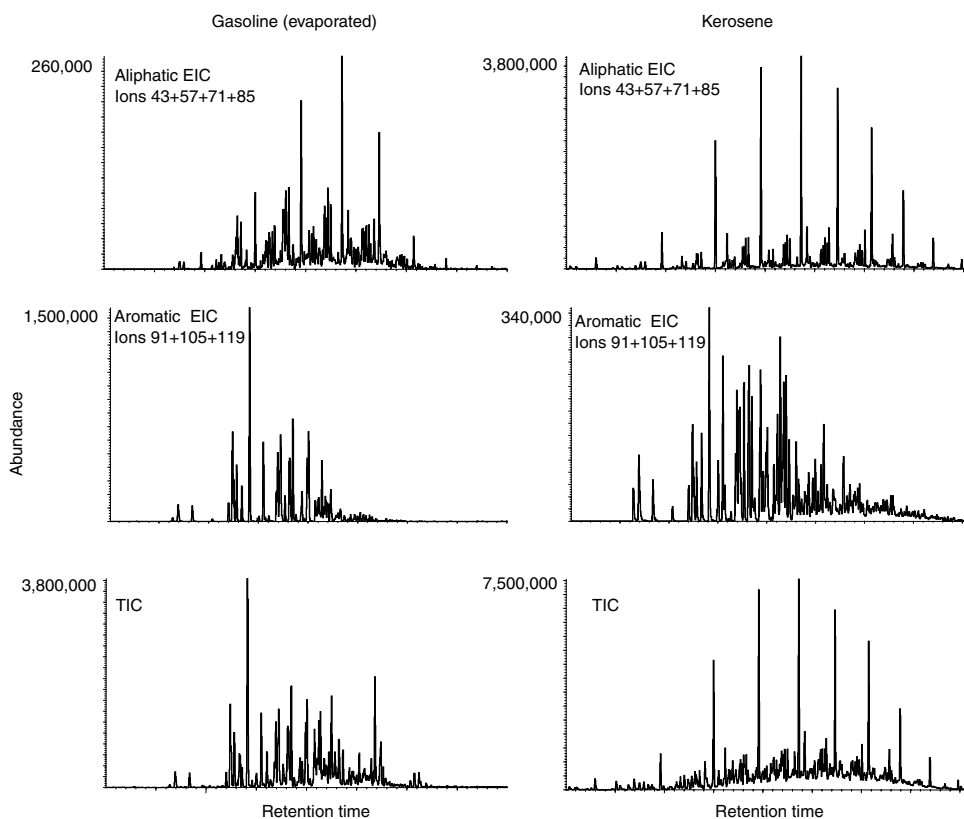 Gasoline (evaporated)
Kerosene
260,000
Aliphatic EIC
Ions 43+57+71+85
3,800,000
Aliphatic EIC
Ions 43+57+71+85
1,500,000
Aromatic EIC
Ions 91+105+119
340,000
Aromatic EIC
Ions 91+105+119
Abundance
3,800,000
TIC
7,500,000
TIC
Retention time
Retention time